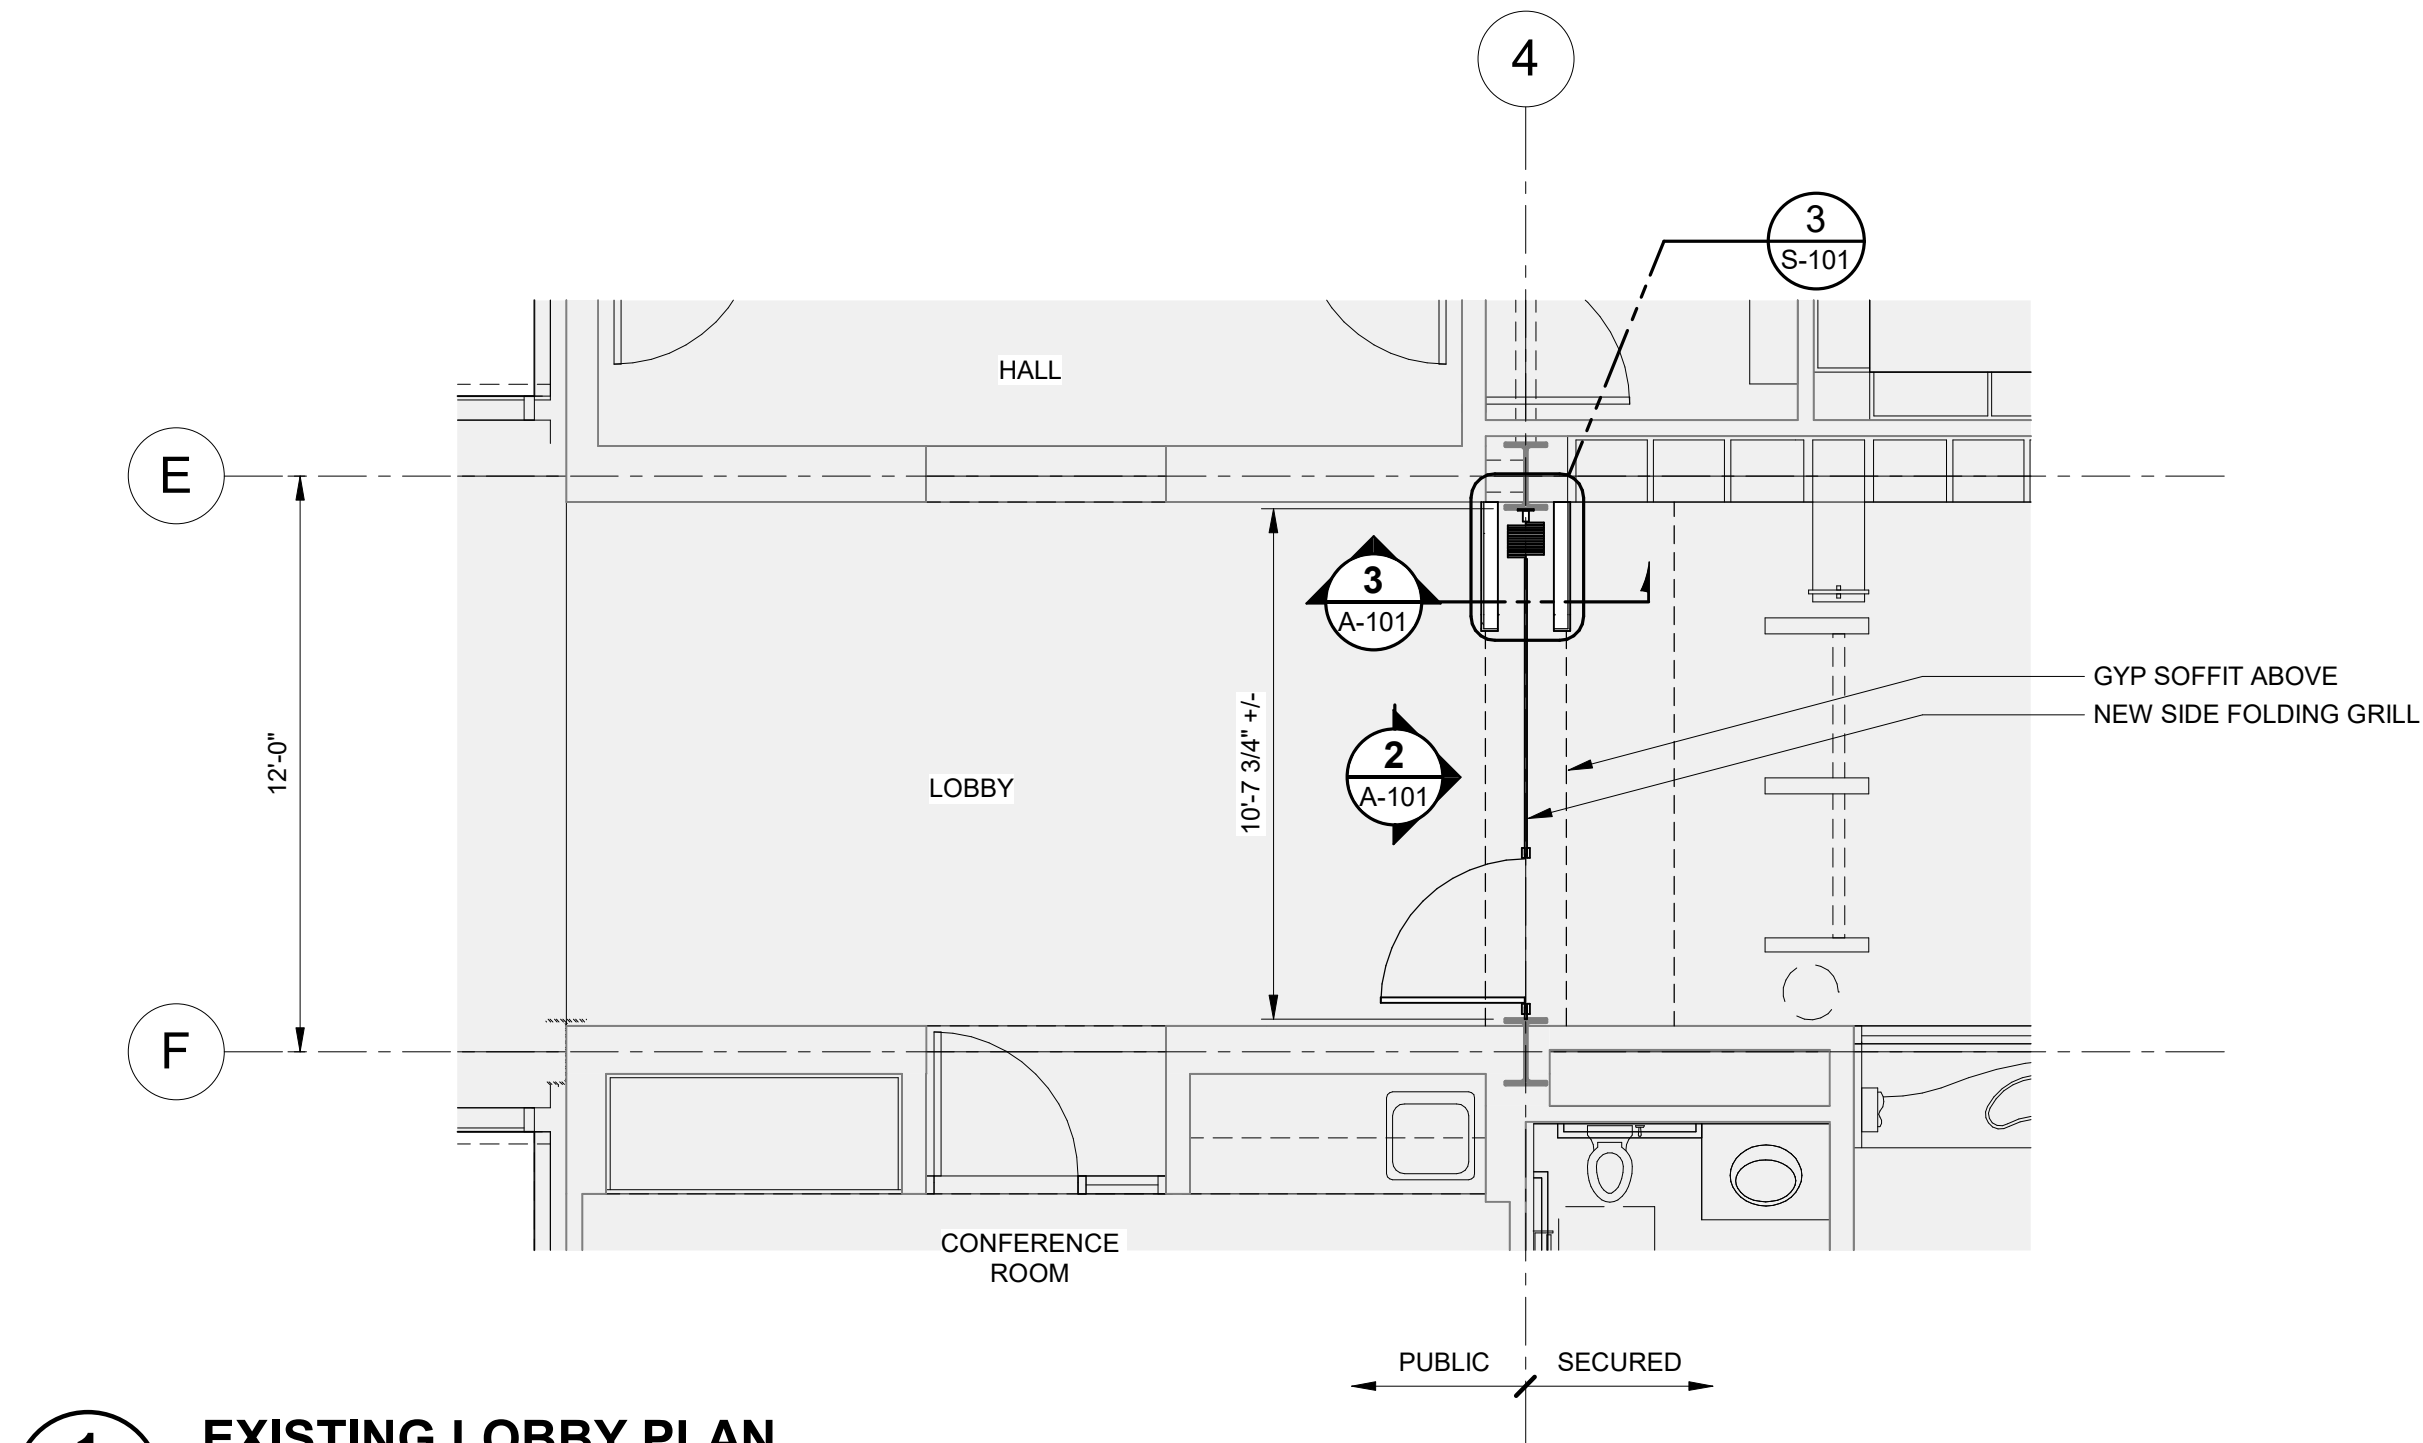 4
3
S-101
HALL
E
3
A-101
GYP SOFFIT ABOVE
NEW SIDE FOLDING GRILL
12'-0"
10'-7 3/4" +/-
2
A-101
LOBBY
F
CONFERENCE
ROOM
PUBLIC
SECURED
1
EXISTING LOBBY PLAN